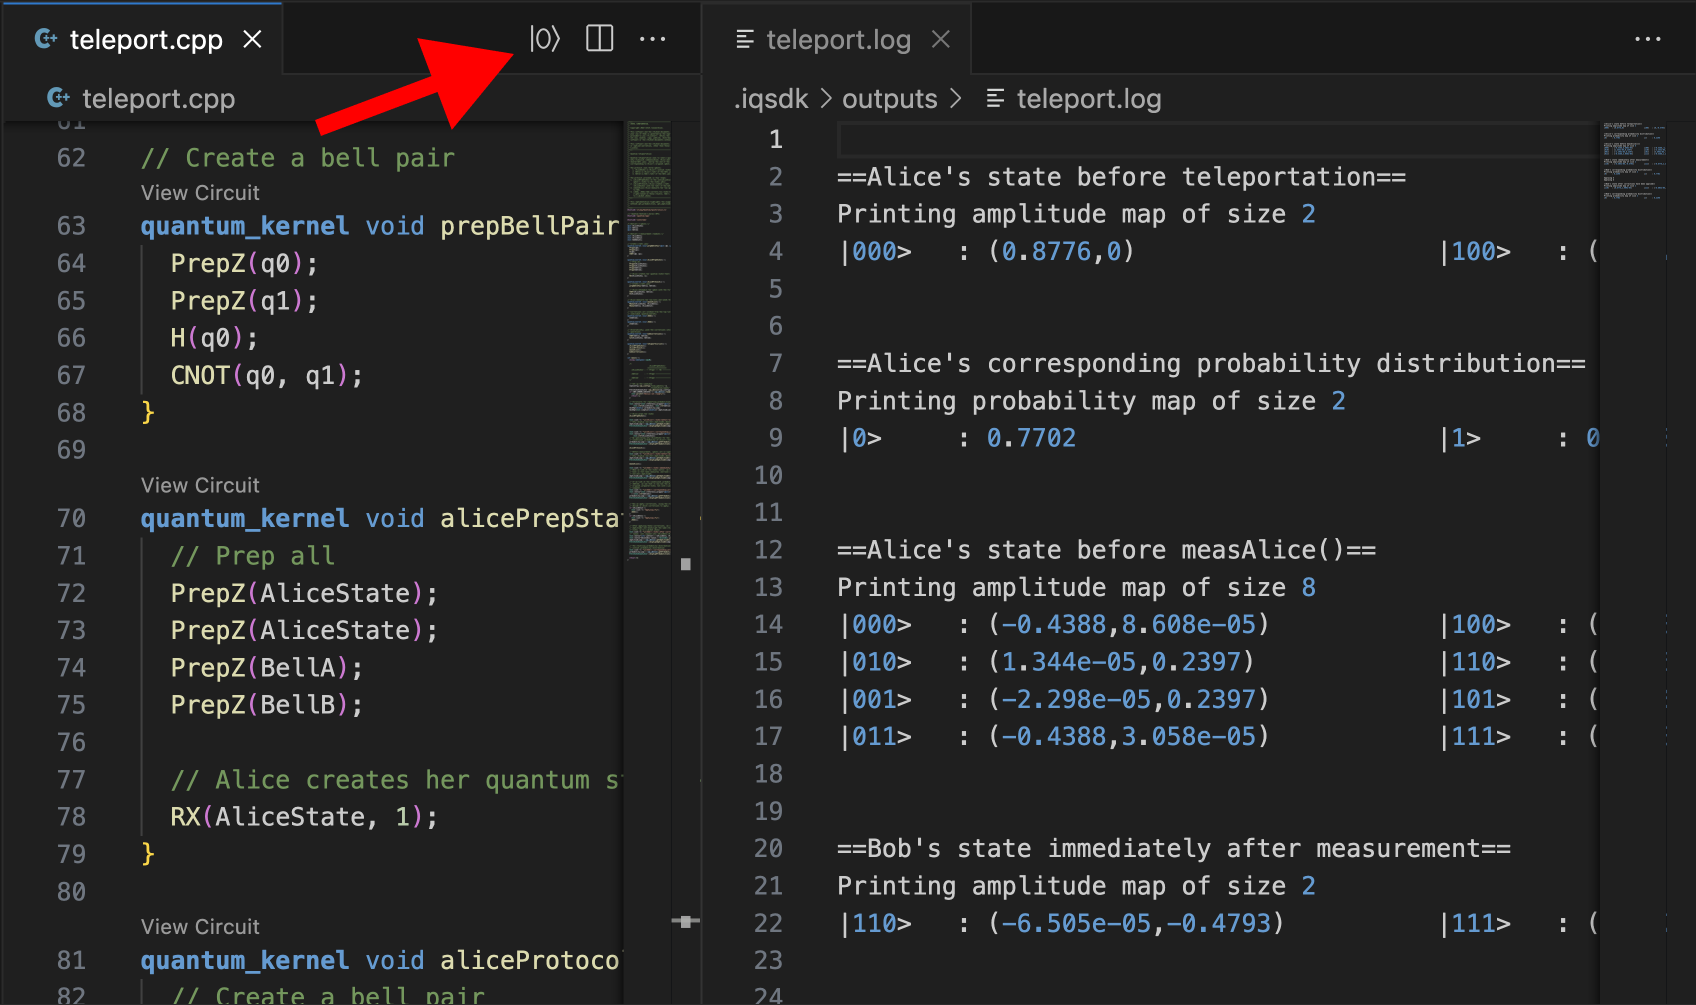 teleport.cpp
|0⟩
teleport.cpp
61
62 // Create a bell pair
View Circuit
63 quantum_kernel void prepBellPair
64 PrepZ(q0);
65 PrepZ(q1);
66 H(q0);
67 CNOT(q0, q1);
68 }
69
View Circuit
70 quantum_kernel void alicePrepSta
71 // Prep all
72 PrepZ(AliceState);
73 PrepZ(AliceState);
74 PrepZ(BellA);
75 PrepZ(BellB);
76
77 // Alice creates her quantum s
78 RX(AliceState, 1);
79 }
80
View Circuit
81 quantum_kernel void aliceProtoco
82 // Create a bell pair
teleport.log
.iqsdk > outputs > teleport.log
1
2 ==Alice's state before teleportation==
3 Printing amplitude map of size 2
4 |000> : (0.8776,0) |100> : (
5
6
7 ==Alice's corresponding probability distribution==
8 Printing probability map of size 2
9 |0> : 0.7702 |1> : 0
10
11
12 ==Alice's state before measAlice()==
13 Printing amplitude map of size 8
14 |000> : (-0.4388,8.608e-05) |100> : (
15 |010> : (1.344e-05,0.2397) |110> : (
16 |001> : (-2.298e-05,0.2397) |101> : (
17 |011> : (-0.4388,3.058e-05) |111> : (
18
19
20 ==Bob's state immediately after measurement==
21 Printing amplitude map of size 2
22 |110> : (-6.505e-05,-0.4793) |111> : (
23
24